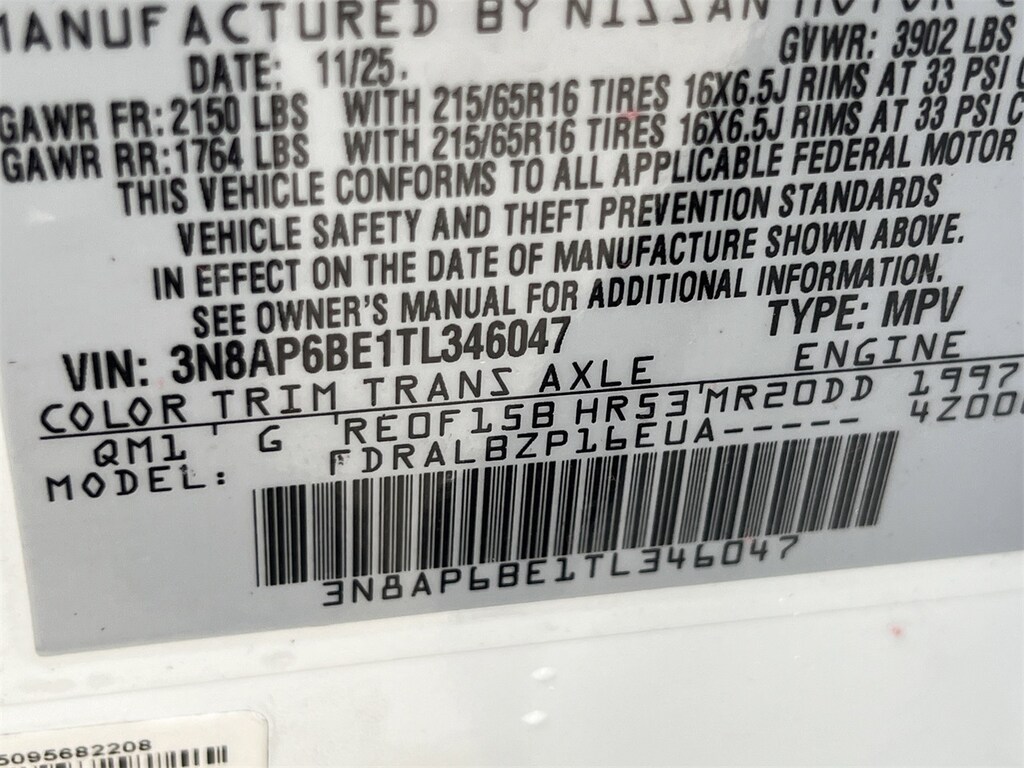 MANUFACTURED BY NISSAN MOTOR
DATE: 11/25. GVWR: 3902 LBS
GAWR FR: 2150 LBS WITH 215/65R16 TIRES 16X6.5J RIMS AT 33 PSI
GAWR RR: 1764 LBS WITH 215/65R16 TIRES 16X6.5J RIMS AT 33 PSI
THIS VEHICLE CONFORMS TO ALL APPLICABLE FEDERAL MOTOR
VEHICLE SAFETY AND THEFT PREVENTION STANDARDS
IN EFFECT ON THE DATE OF MANUFACTURE SHOWN ABOVE.
SEE OWNER'S MANUAL FOR ADDITIONAL INFORMATION.
VIN: 3N8AP6BE1TL346047 TYPE: MPV
COLOR TRIM TRANS AXLE ENGINE
QM1 G RE0F15B HR53 MR20DD 1997
MODEL: FDRALBZP16EUA-----
3N8AP6BE1TL346047
5095682208